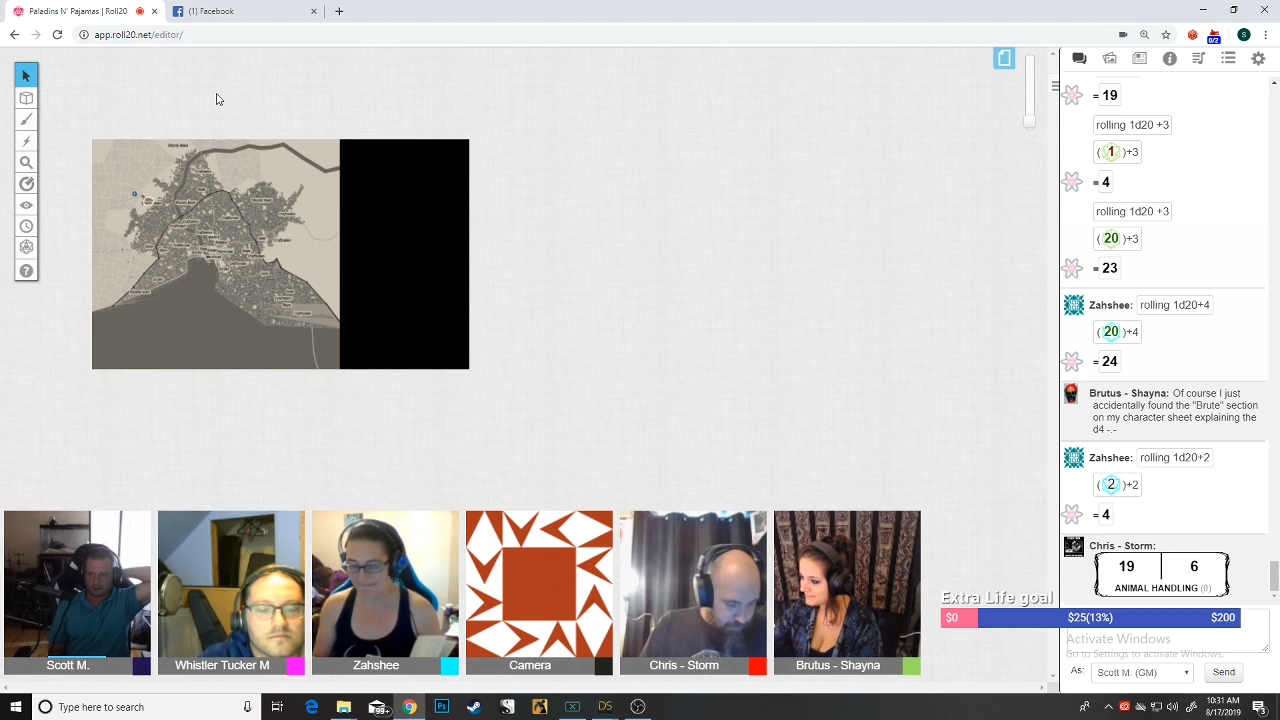 Paladins N' Pajamas | Roll20
(1) Facebook
app.roll20.net/editor/
0/2
S
= 19
rolling 1d20 +3
( 1 )+3
= 4
rolling 1d20 +3
( 20 )+3
= 23
Zahshee: rolling 1d20+4
( 20 )+4
= 24
Brutus - Shayna: Of course I just
accidentally found the "Brute" section
on my character sheet explaining the
d4 -.-
Zahshee: rolling 1d20+2
( 2 )+2
= 4
Chris - Storm:
19 6
ANIMAL HANDLING (0)
Extra Life goal
$0 $25(13%) $200
Activate Windows
Go to Settings to activate Windows.
As: Scott M. (GM) Send
Scott M. Whistler Tucker M Zahshee Camera Chris - Storm Brutus - Shayna
Type here to search
99+
Ps
DS
10:31 AM
8/17/2019